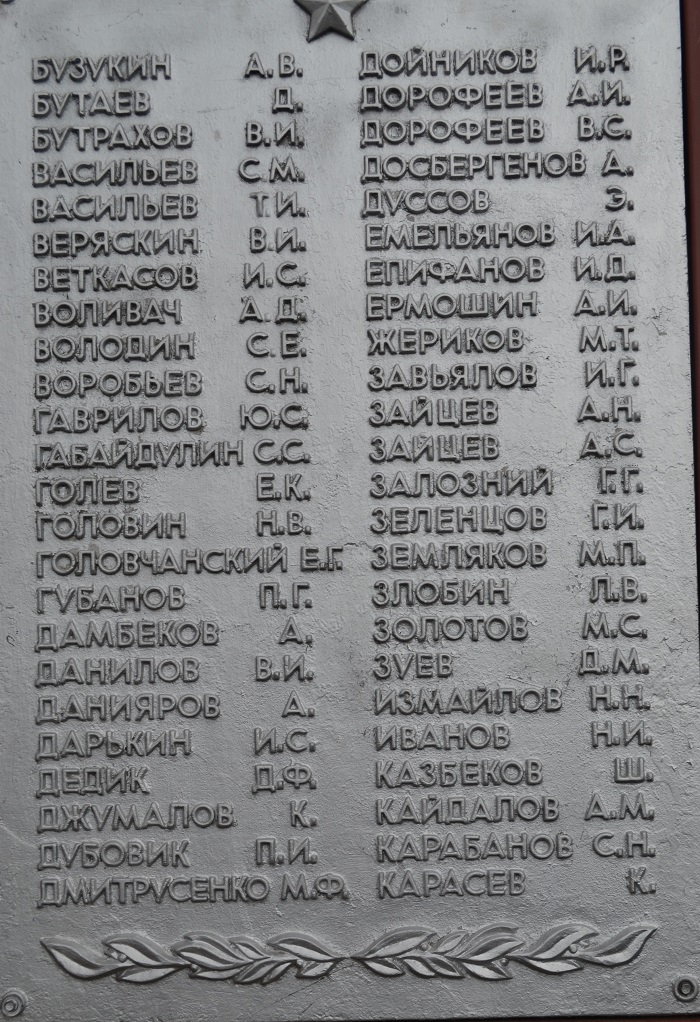 БУЗУКИН А.В.
БУТАЕВ Д.
БУТРАХОВ В.И.
ВАСИЛЬЕВ С.М.
ВАСИЛЬЕВ Т.И.
ВЕРЯСКИН В.И.
ВЕТКАСОВ И.С.
ВОЛИВАЧ А.Д.
ВОЛОДИН С.Е.
ВОРОБЬЕВ С.Н.
ГАВРИЛОВ Ю.С.
ГАБАЙДУЛИН С.С.
ГОЛЕВ Е.К.
ГОЛОВИН Н.В.
ГОЛОВЧАНСКИЙ Е.Г.
ГУБАНОВ П.Г.
ДАМБЕКОВ А.
ДАНИЛОВ В.И.
ДАНИЯРОВ А.
ДАРЬКИН И.С.
ДЕДИК Д.Ф.
ДЖУМАЛОВ К.
ДУБОВИК П.И.
ДМИТРУСЕНКО М.Ф.
ДОЙНИКОВ И.Р.
ДОРОФЕЕВ А.И.
ДОРОФЕЕВ В.С.
ДОСБЕРГЕНОВ А.
ДУССОВ Э.
ЕМЕЛЬЯНОВ И.А.
ЕПИФАНОВ И.Д.
ЕРМОШИН А.И.
ЖЕРИКОВ М.Т.
ЗАВЬЯЛОВ И.Г.
ЗАЙЦЕВ А.Н.
ЗАЙЦЕВ А.С.
ЗАЛОЗНИЙ Г.Г.
ЗЕЛЕНЦОВ Г.И.
ЗЕМЛЯКОВ М.П.
ЗЛОБИН Л.В.
ЗОЛОТОВ М.С.
ЗУЕВ Д.М.
ИЗМАЙЛОВ Н.Н.
ИВАНОВ Н.И.
КАЗБЕКОВ Ш.
КАЙДАЛОВ А.М.
КАРАБАНОВ С.Н.
КАРАСЕВ К.